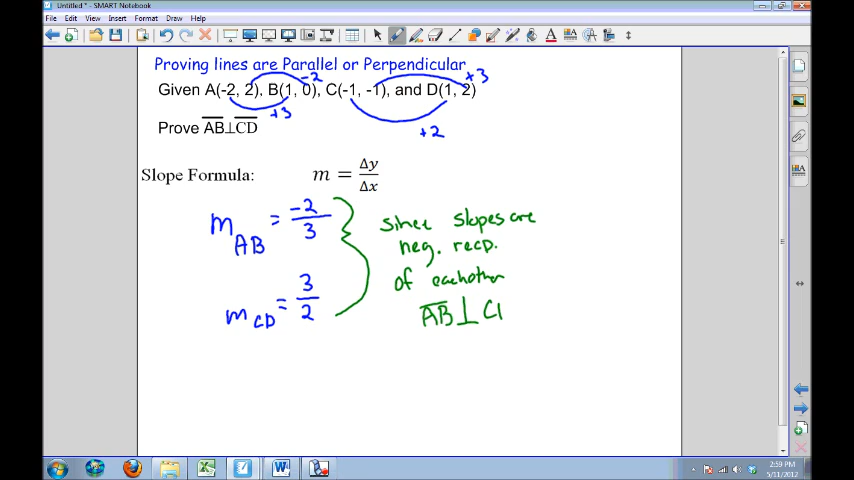 Untitled * - SMART Notebook
File Edit View Insert Format Draw Help
Proving lines are Parallel or Perpendicular
-2
+3
Given A(-2, 2), B(1, 0), C(-1, -1), and D(1, 2)
+3
+2
Prove AB⊥CD
Slope Formula: m = Δy/Δx
m AB = -2/3
m CD = 3/2
since slopes are
neg. recp.
of eachother
AB ⊥ C
2:59 PM
5/11/2012